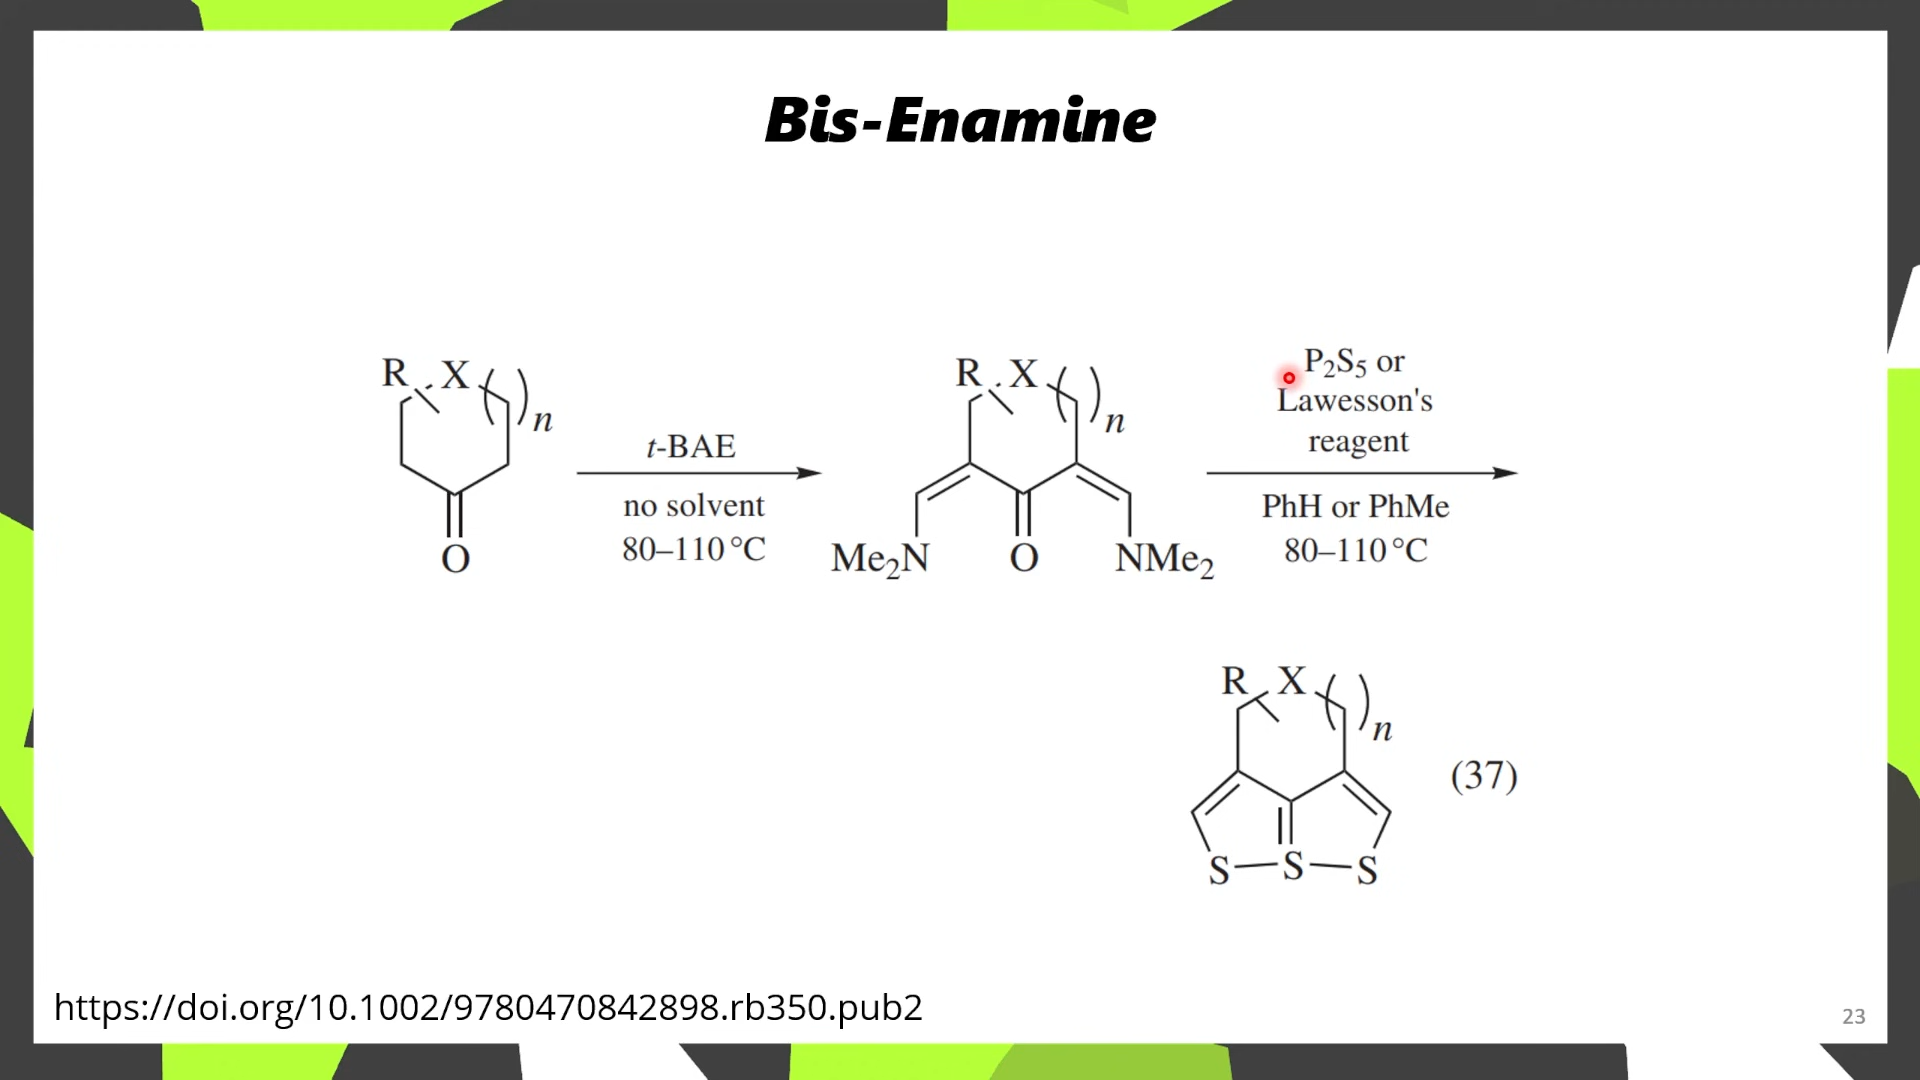 Bis-Enamine
R X ( )n
O
t-BAE
no solvent
80–110 °C
R X ( )n
Me2N O NMe2
P2S5 or
Lawesson's
reagent
PhH or PhMe
80–110 °C
R X ( )n
S S S
(37)
https://doi.org/10.1002/9780470842898.rb350.pub2
23